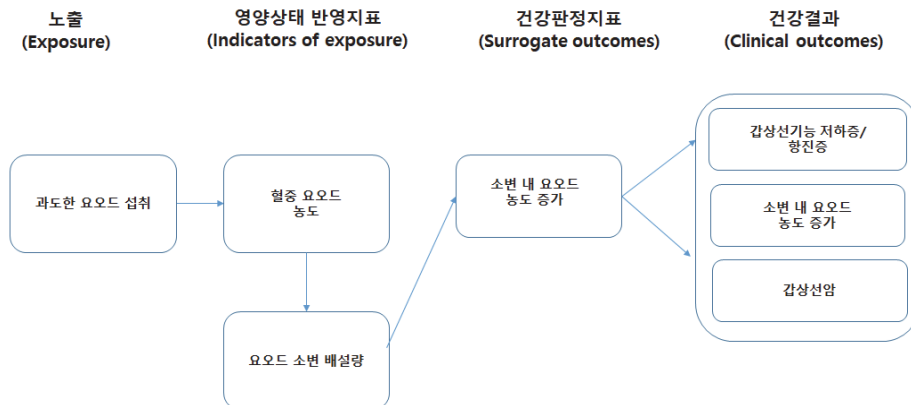 노출
(Exposure)
영양상태 반영지표
(Indicators of exposure)
건강판정지표
(Surrogate outcomes)
건강결과
(Clinical outcomes)
과도한 요오드 섭취
혈중 요오드
농도
요오드 소변 배설량
소변 내 요오드
농도 증가
갑상선기능 저하증/
항진증
소변 내 요오드
농도 증가
갑상선암